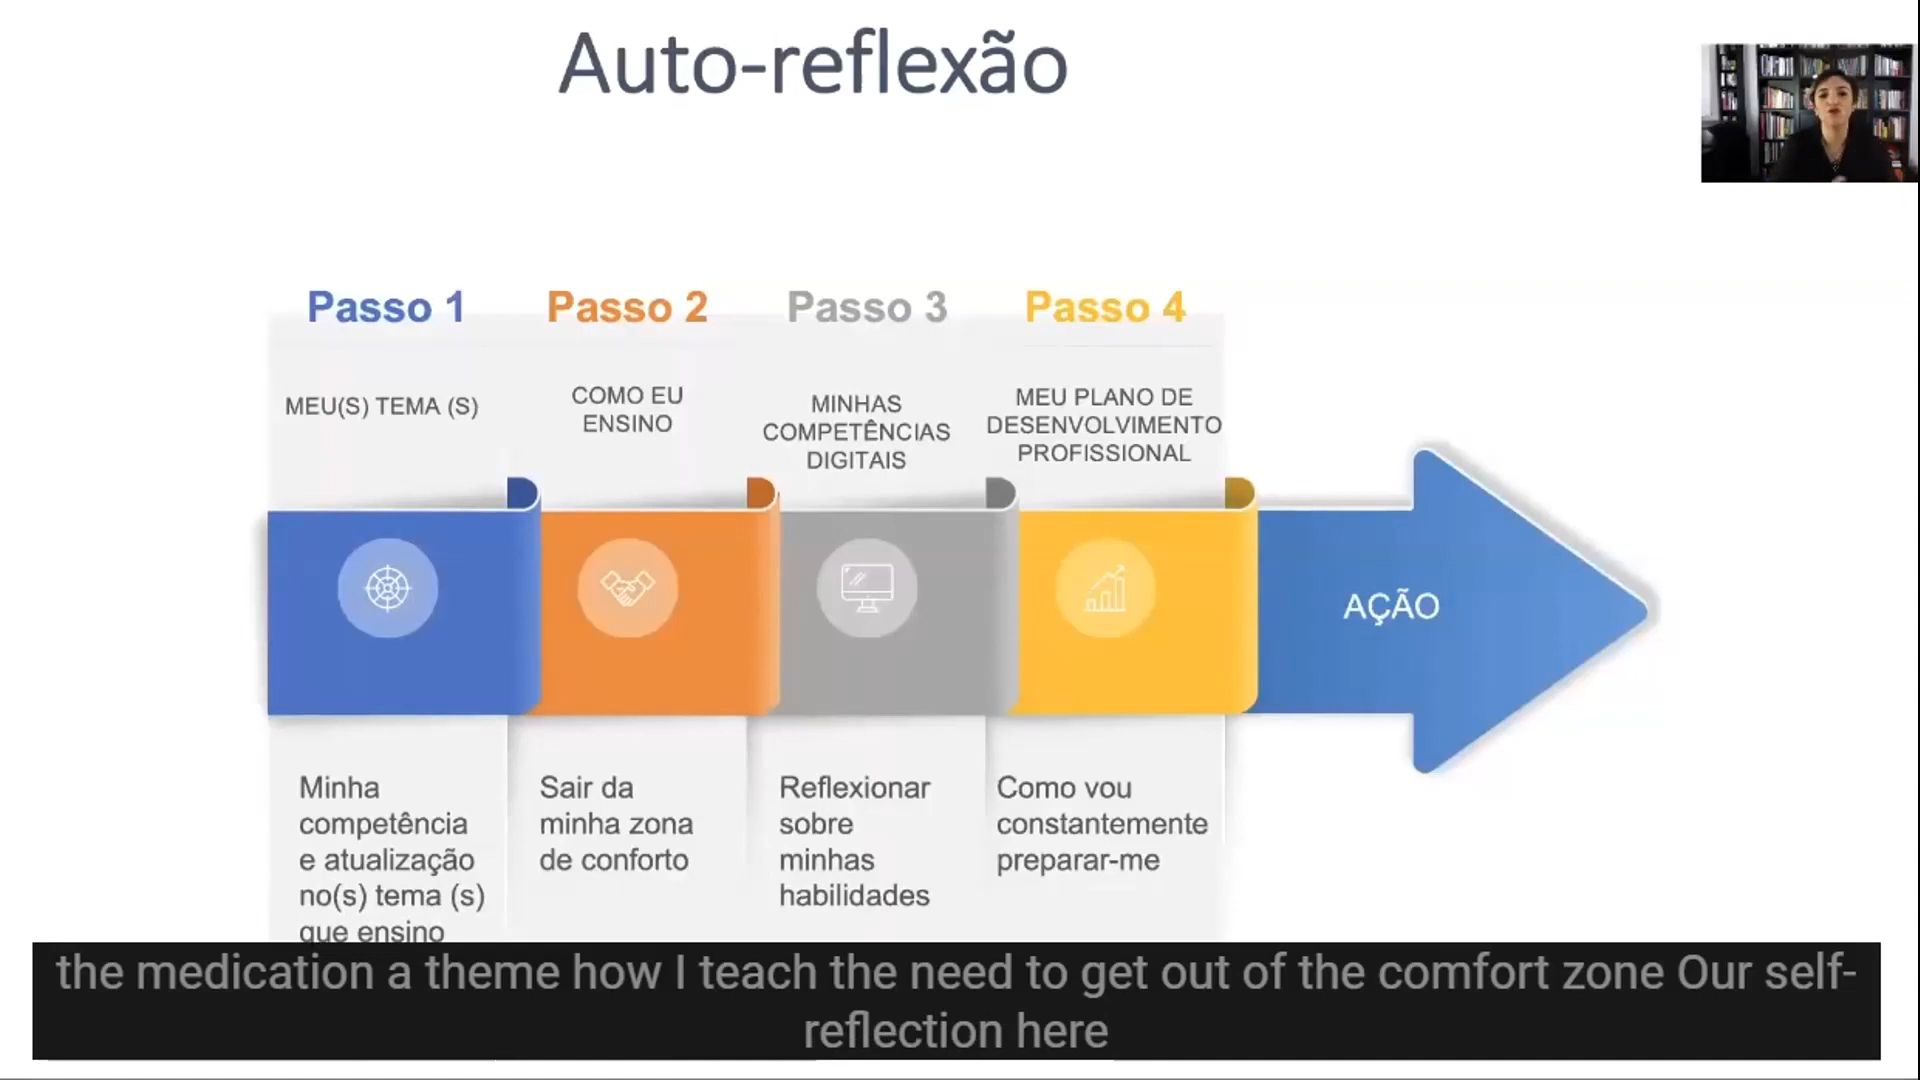 Auto-reflexão
Passo 1
Passo 2
Passo 3
Passo 4
MEU(S) TEMA (S)
COMO EU
ENSINO
MINHAS
COMPETÊNCIAS
DIGITAIS
MEU PLANO DE
DESENVOLVIMENTO
PROFISSIONAL
AÇÃO
Minha
competência
e atualização
no(s) tema (s)
que ensino
Sair da
minha zona
de conforto
Reflexionar
sobre
minhas
habilidades
Como vou
constantemente
preparar-me
the medication a theme how I teach the need to get out of the comfort zone Our self-
reflection here